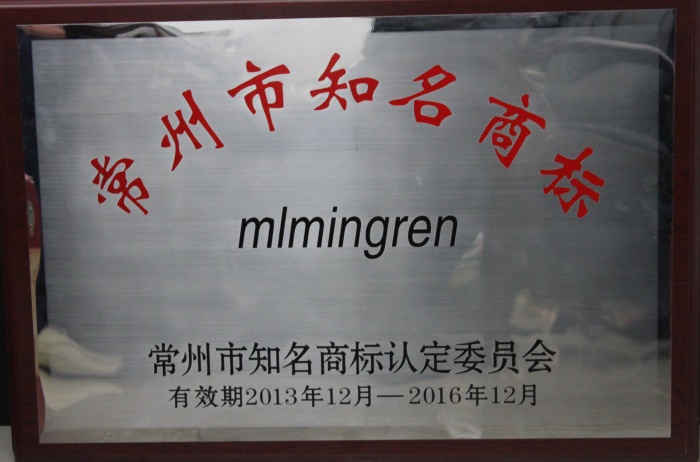 常州市知名商标
mlmingren
常州市知名商标认定委员会
有效期2013年12月—2016年12月